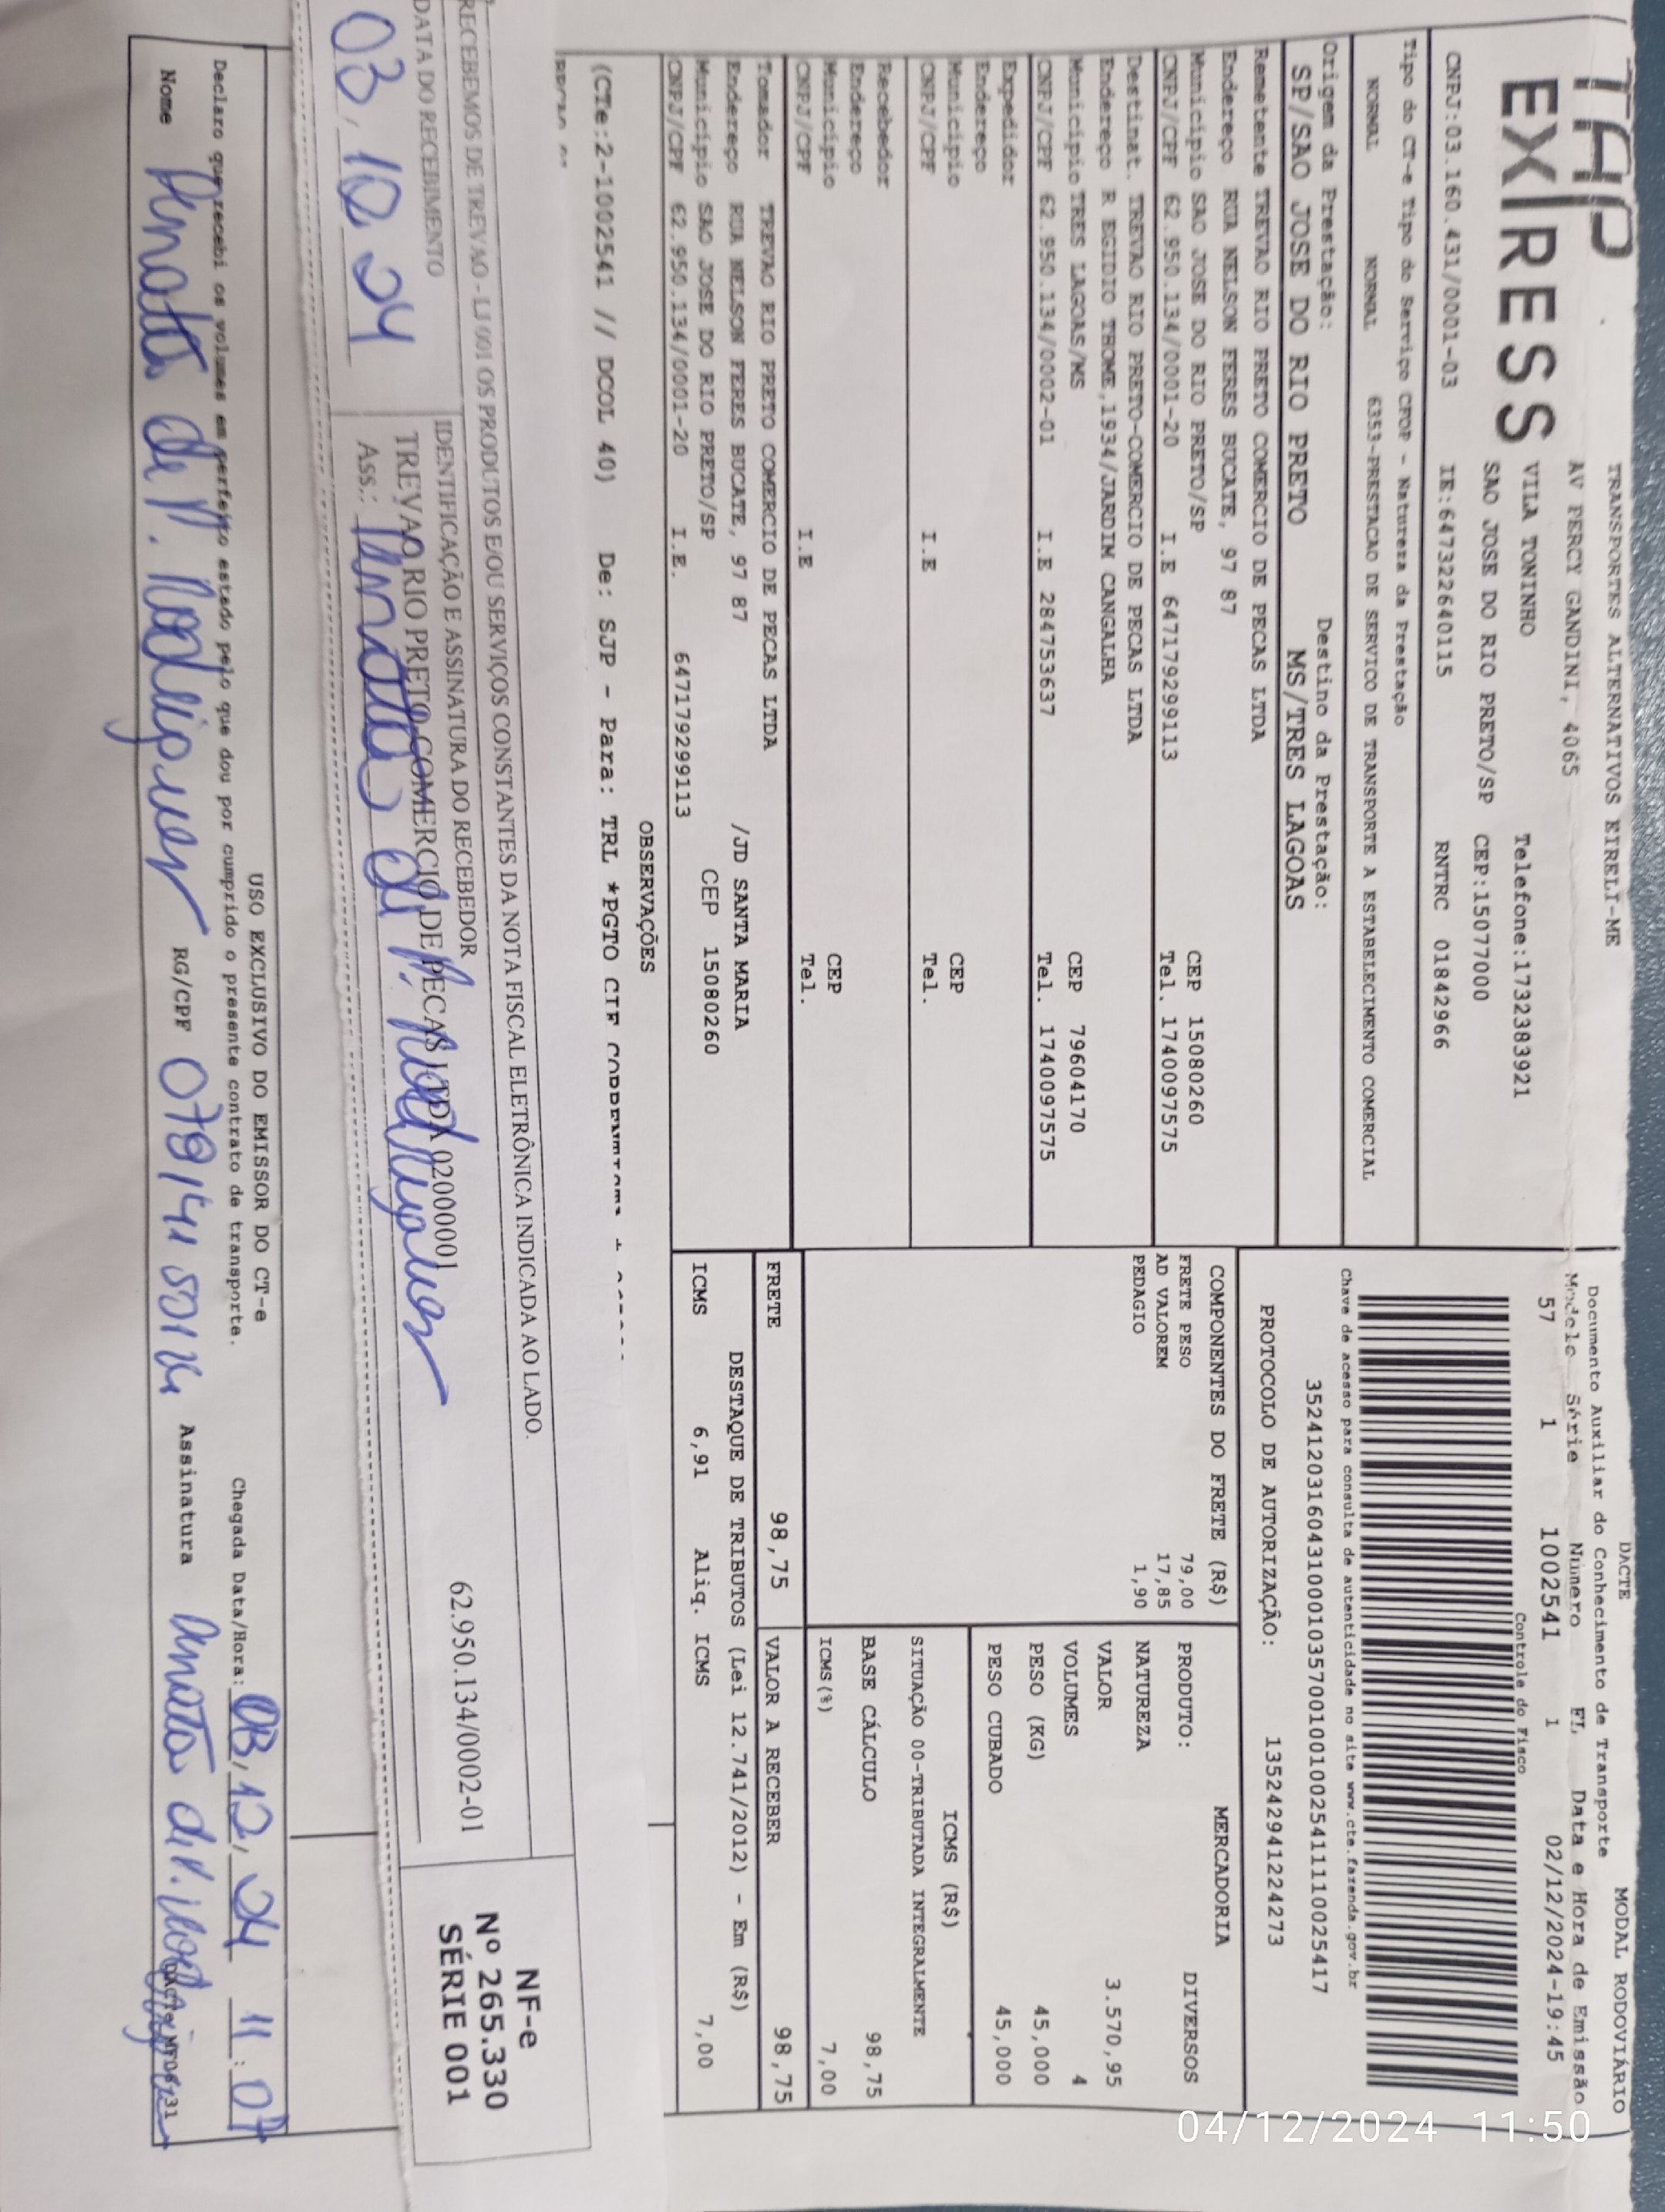 TAP
EX|RESS
TRANSPORTES ALTERNATIVOS EIRELI-ME
AV PERCY GANDINI, 4065
VILA TONINHO Telefone:1732383921
SAO JOSE DO RIO PRETO/SP CEP:15077000
CNPJ:03.160.431/0001-03 IE:647322640115 RNTRC 01842966
Tipo do CT-e Tipo do Serviço CFOP - Natureza da Prestação
NORMAL NORMAL 6353-PRESTACAO DE SERVICO DE TRANSPORTE A ESTABELECIMENTO COMERCIAL
Origem da Prestação: Destino da Prestação:
SP/SAO JOSE DO RIO PRETO MS/TRES LAGOAS
Remetente TREVAO RIO PRETO COMERCIO DE PECAS LTDA
Endereço RUA NELSON FERES BUCATE, 97 87
Município SAO JOSE DO RIO PRETO/SP CEP 15080260
CNPJ/CPF 62.950.134/0001-20 I.E 647179299113 Tel. 1740097575
Destinat. TREVAO RIO PRETO-COMERCIO DE PECAS LTDA
Endereço R EGIDIO THOME,1934/JARDIM CANGALHA
Município TRES LAGOAS/MS CEP 79604170
CNPJ/CPF 62.950.134/0002-01 I.E 284753637 Tel. 1740097575
Expedidor
Endereço
Município CEP
CNPJ/CPF I.E Tel.
Recebedor
Endereço
Município CEP
CNPJ/CPF I.E Tel.
Tomador TREVAO RIO PRETO COMERCIO DE PECAS LTDA
Endereço RUA NELSON FERES BUCATE, 97 87 /JD SANTA MARIA
Município SAO JOSE DO RIO PRETO/SP CEP 15080260
CNPJ/CPF 62.950.134/0001-20 I.E. 647179299113
OBSERVAÇÕES
(CTe:2-1002541 // DCOL 40) De: SJP - Para: TRL *PGTO CIF
DACTE MODAL RODOVIÁRIO
Documento Auxiliar do Conhecimento de Transporte
Modelo Série Número FL Data e Hora de Emissão
57 1 1002541 1 02/12/2024-19:45
Controle do Fisco
Chave de acesso para consulta de autenticidade no site www.cte.fazenda.gov.br
35241203160431000103570010010025411110025417
PROTOCOLO DE AUTORIZAÇÃO: 135242941224273
COMPONENTES DO FRETE (R$)
FRETE PESO 79,00
AD VALOREM 17,85
PEDAGIO 1,90
MERCADORIA
PRODUTO: DIVERSOS
NATUREZA
VALOR 3.570,95
VOLUMES 4
PESO (KG) 45,000
PESO CUBADO 45,000
ICMS (R$)
SITUAÇÃO 00-TRIBUTADA INTEGRALMENTE
BASE CÁLCULO 98,75
ICMS(%) 7,00
FRETE 98,75 VALOR A RECEBER 98,75
DESTAQUE DE TRIBUTOS (Lei 12.741/2012) - Em (R$)
ICMS 6,91 Aliq. ICMS 7,00
RECEBEMOS DE TREVAO - LJ 001 OS PRODUTOS E/OU SERVIÇOS CONSTANTES DA NOTA FISCAL ELETRÔNICA INDICADA AO LADO.
DATA DO RECEBIMENTO IDENTIFICAÇÃO E ASSINATURA DO RECEBEDOR
TREVAO RIO PRETO-COMERCIO DE PECAS LTDA 02000001 62.950.134/0002-01
03.12.24 Ass.: Renata de P. Rodrigues
NF-e
Nº 265.330
SÉRIE 001
USO EXCLUSIVO DO EMISSOR DO CT-e
Declaro que recebi os volumes em perfeito estado pelo que dou por cumprido o presente contrato de transporte. Chegada Data/Hora: 03/12/24 11:07
Nome Renata de P. Rodrigues RG/CPF Assinatura Renata de P. Rodrigues
04/12/2024 11:50